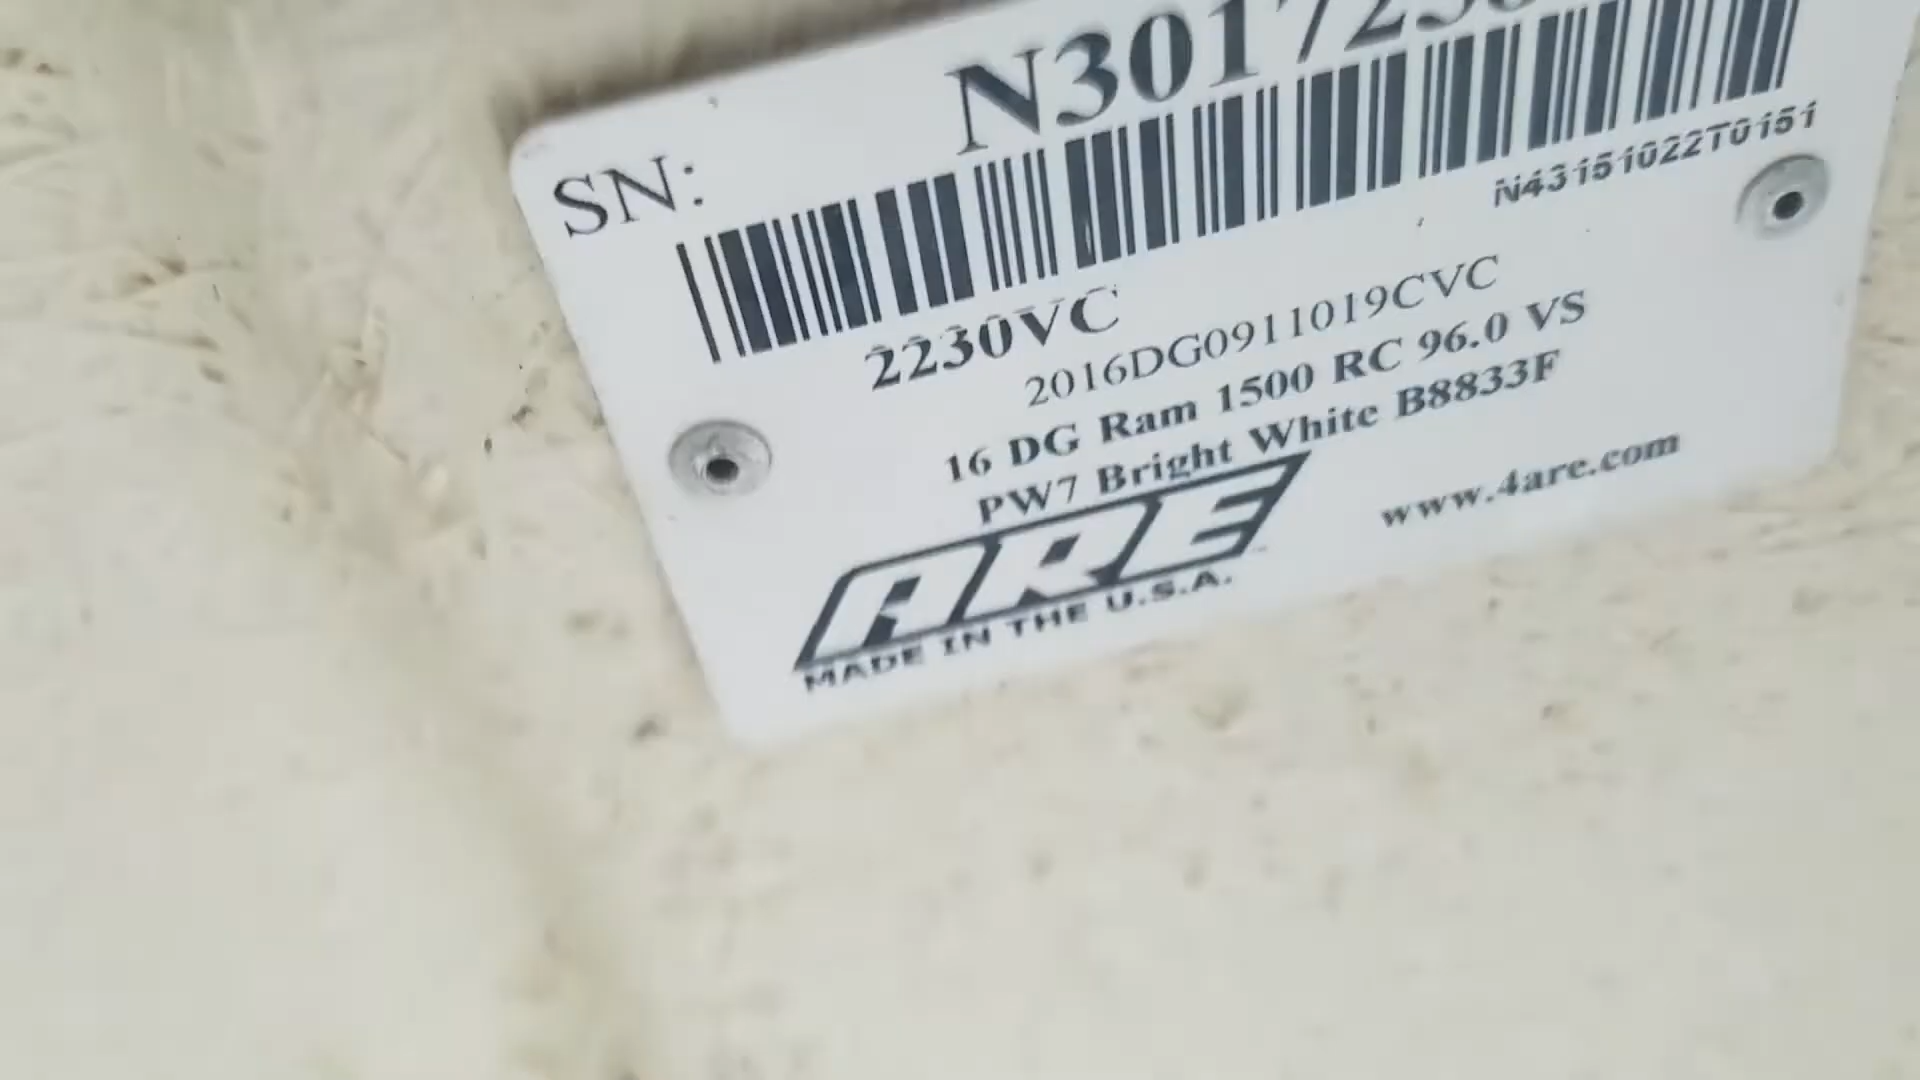 SN:
N43151022T0151
2230VC
2016DG0911019CVC
16 DG Ram 1500 RC 96.0 VS
PW7 Bright White B8833F
www.4are.com
ARE
MADE IN THE U.S.A.